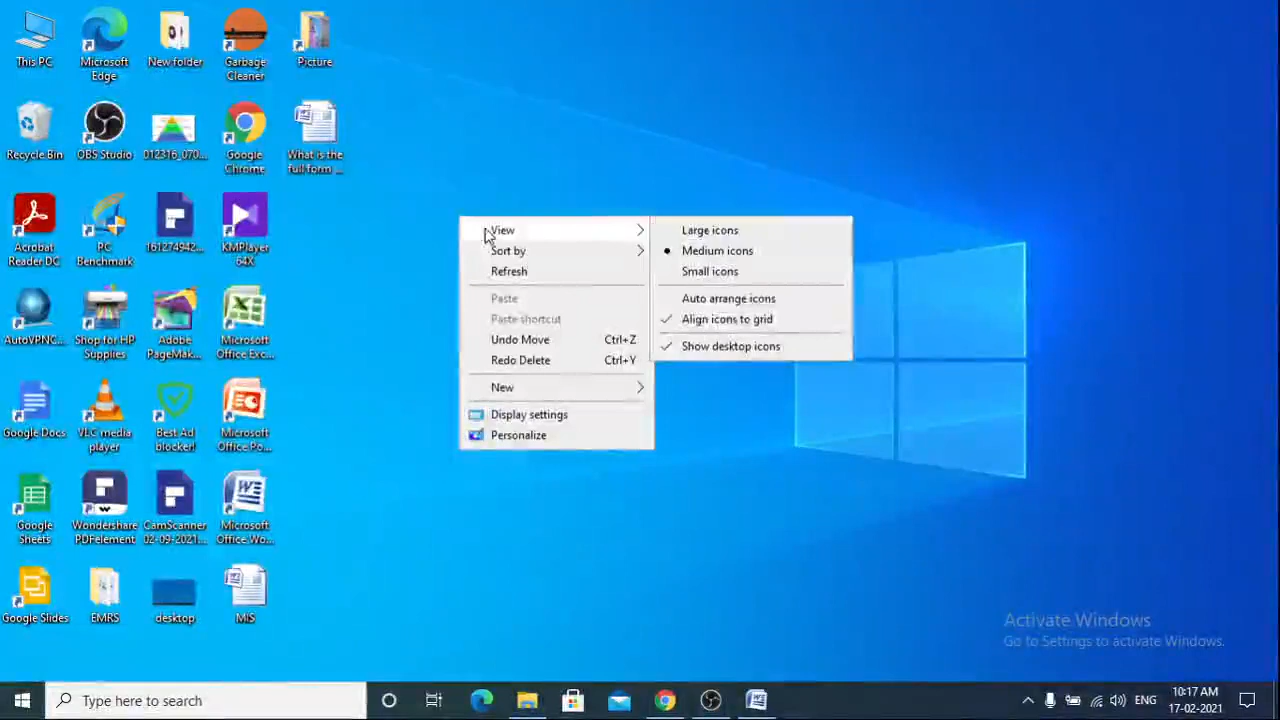 This PC
Microsoft
Edge
New folder
Garbage
Cleaner
Picture
Recycle Bin
OBS Studio
012316_070...
Google
Chrome
What is the
full form ...
Acrobat
Reader DC
PC
Benchmark
161274942...
KMPlayer
64X
AutoVPNC...
Shop for HP
Supplies
Adobe
PageMak...
Microsoft
Office Exc...
Google Docs
VLC media
player
Best Ad
blocker!
Microsoft
Office Po...
Google
Sheets
Wondershare
PDFelement
CamScanner
02-09-2021...
Microsoft
Office Wo...
Google Slides
EMRS
desktop
MIS
View
Sort by
Refresh
Paste
Paste shortcut
Undo Move Ctrl+Z
Redo Delete Ctrl+Y
New
Display settings
Personalize
Large icons
Medium icons
Small icons
Auto arrange icons
Align icons to grid
Show desktop icons
Activate Windows
Go to Settings to activate Windows.
Type here to search
ENG
10:17 AM
17-02-2021